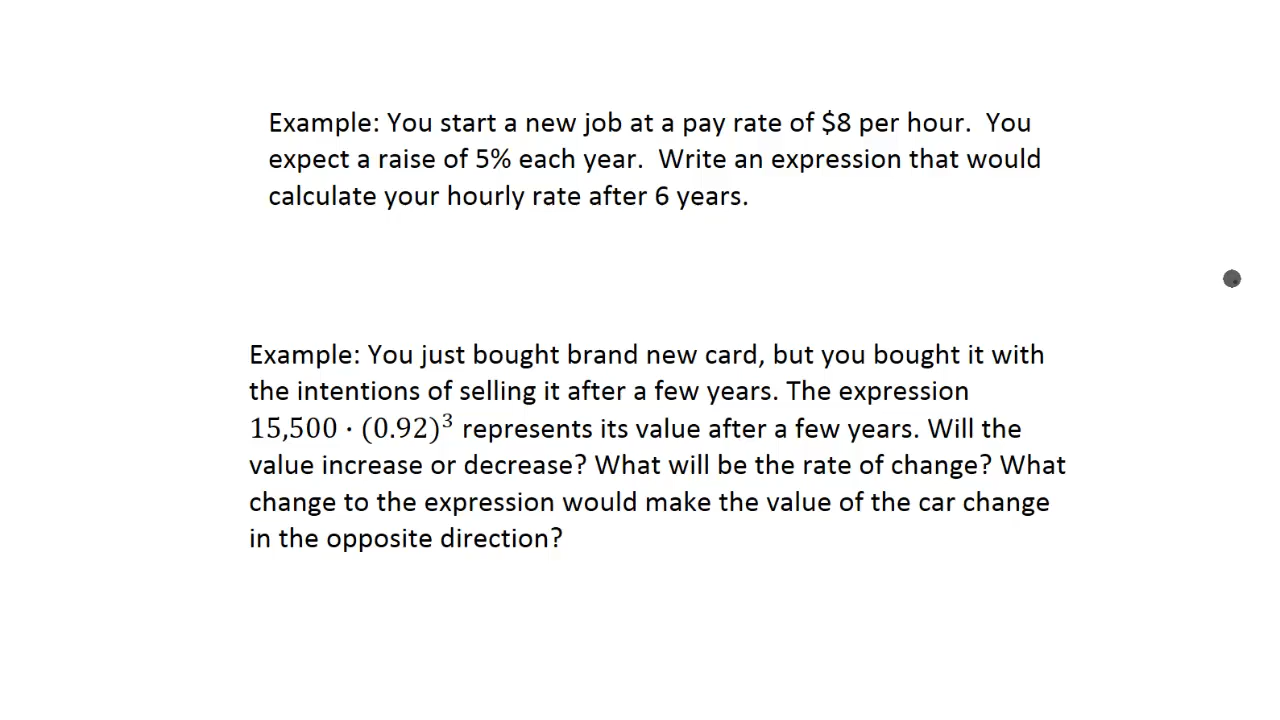 Example: You start a new job at a pay rate of $8 per hour.  You
expect a raise of 5% each year.  Write an expression that would
calculate your hourly rate after 6 years.
Example: You just bought brand new card, but you bought it with
the intentions of selling it after a few years. The expression
15,500 · (0.92)³ represents its value after a few years. Will the
value increase or decrease? What will be the rate of change? What
change to the expression would make the value of the car change
in the opposite direction?